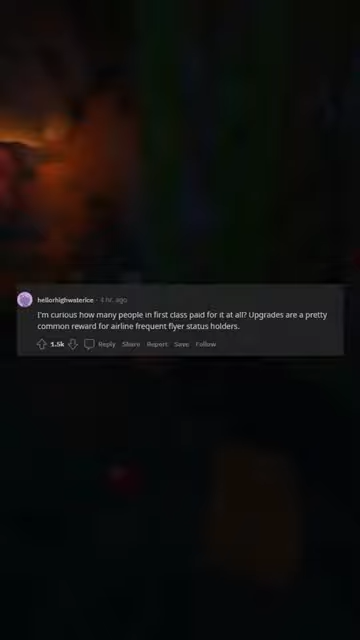 hellorhighwaterice · 4 hr. ago
I'm curious how many people in first class paid for it at all? Upgrades are a pretty
common reward for airline frequent flyer status holders.
1.5k Reply Share Report Save Follow